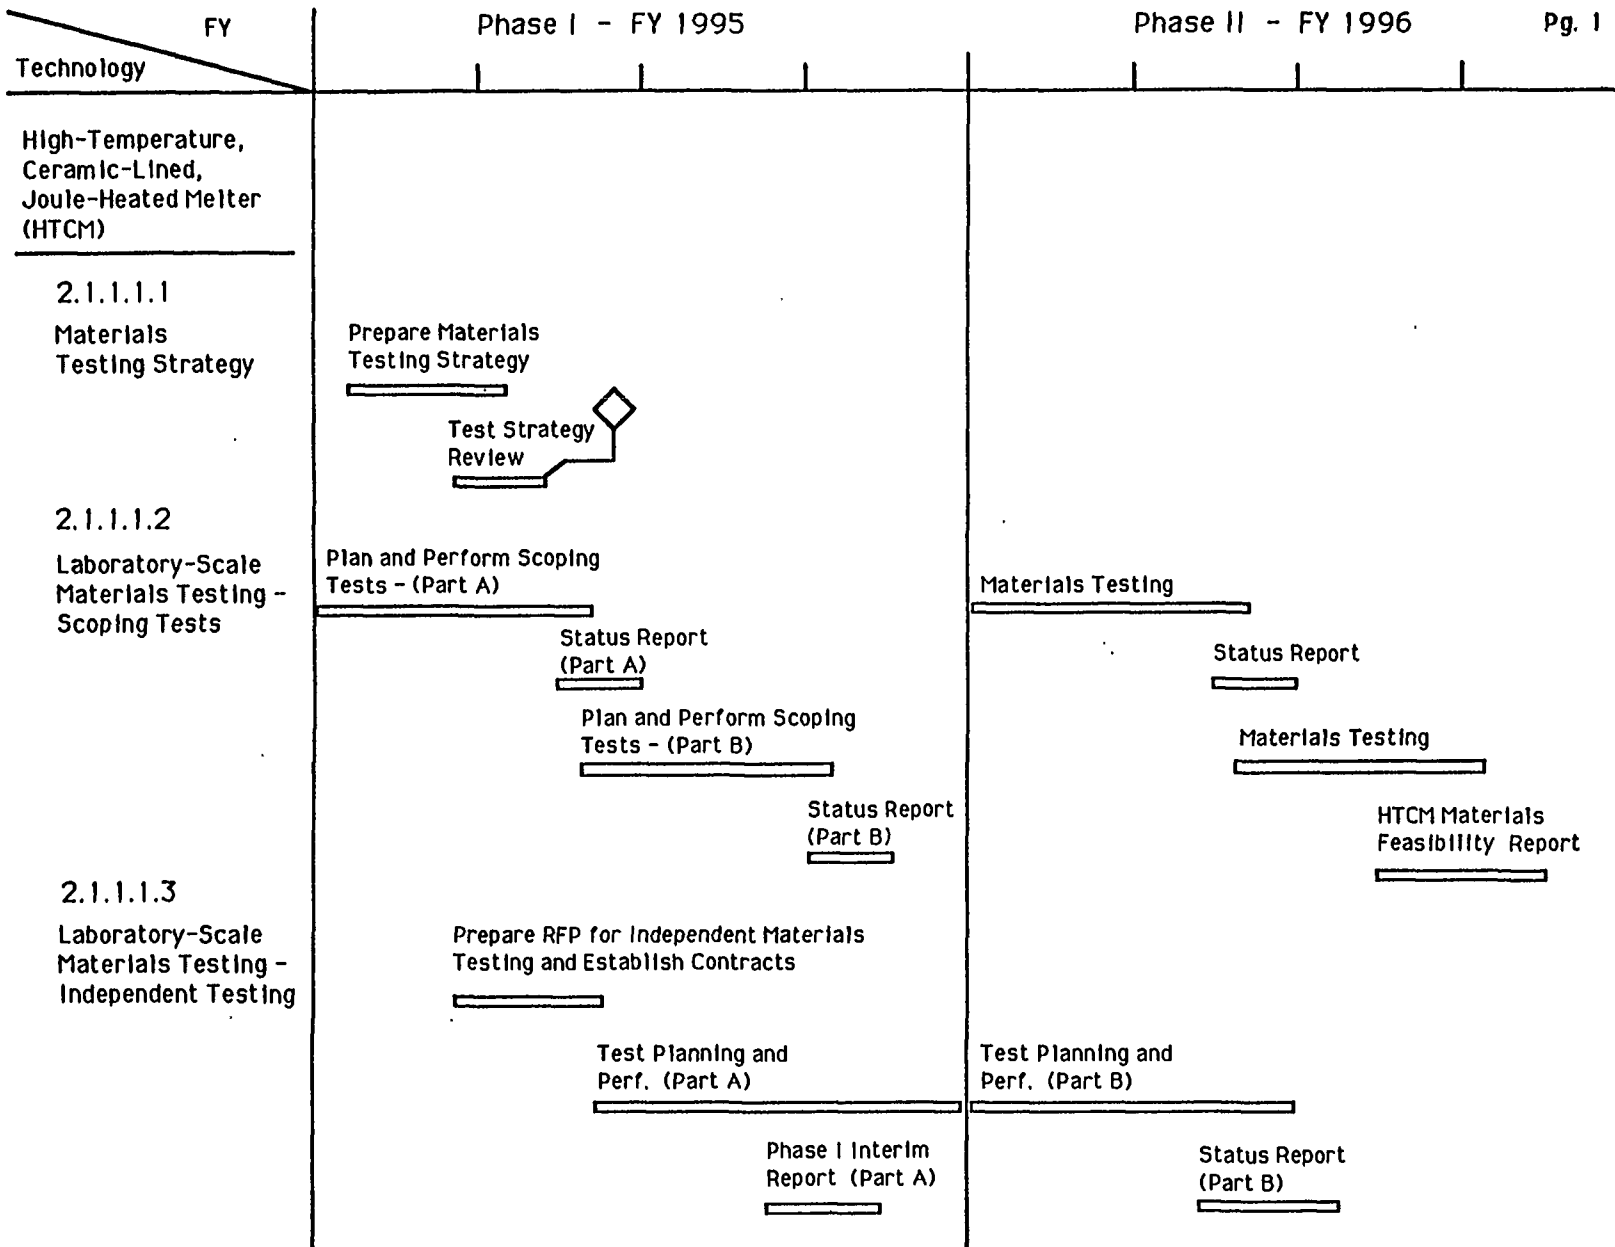 FY
Technology
Phase I - FY 1995
Phase II - FY 1996
Pg. 1
High-Temperature,
Ceramic-Lined,
Joule-Heated Melter
(HTCM)
2.1.1.1.1
Materials
Testing Strategy
Prepare Materials
Testing Strategy
Test Strategy
Review
2.1.1.1.2
Laboratory-Scale
Materials Testing -
Scoping Tests
Plan and Perform Scoping
Tests - (Part A)
Materials Testing
Status Report
(Part A)
Status Report
Plan and Perform Scoping
Tests - (Part B)
Materials Testing
Status Report
(Part B)
HTCM Materials
Feasibility Report
2.1.1.1.3
Laboratory-Scale
Materials Testing -
Independent Testing
Prepare RFP for Independent Materials
Testing and Establish Contracts
Test Planning and
Perf. (Part A)
Test Planning and
Perf. (Part B)
Phase I Interim
Report (Part A)
Status Report
(Part B)